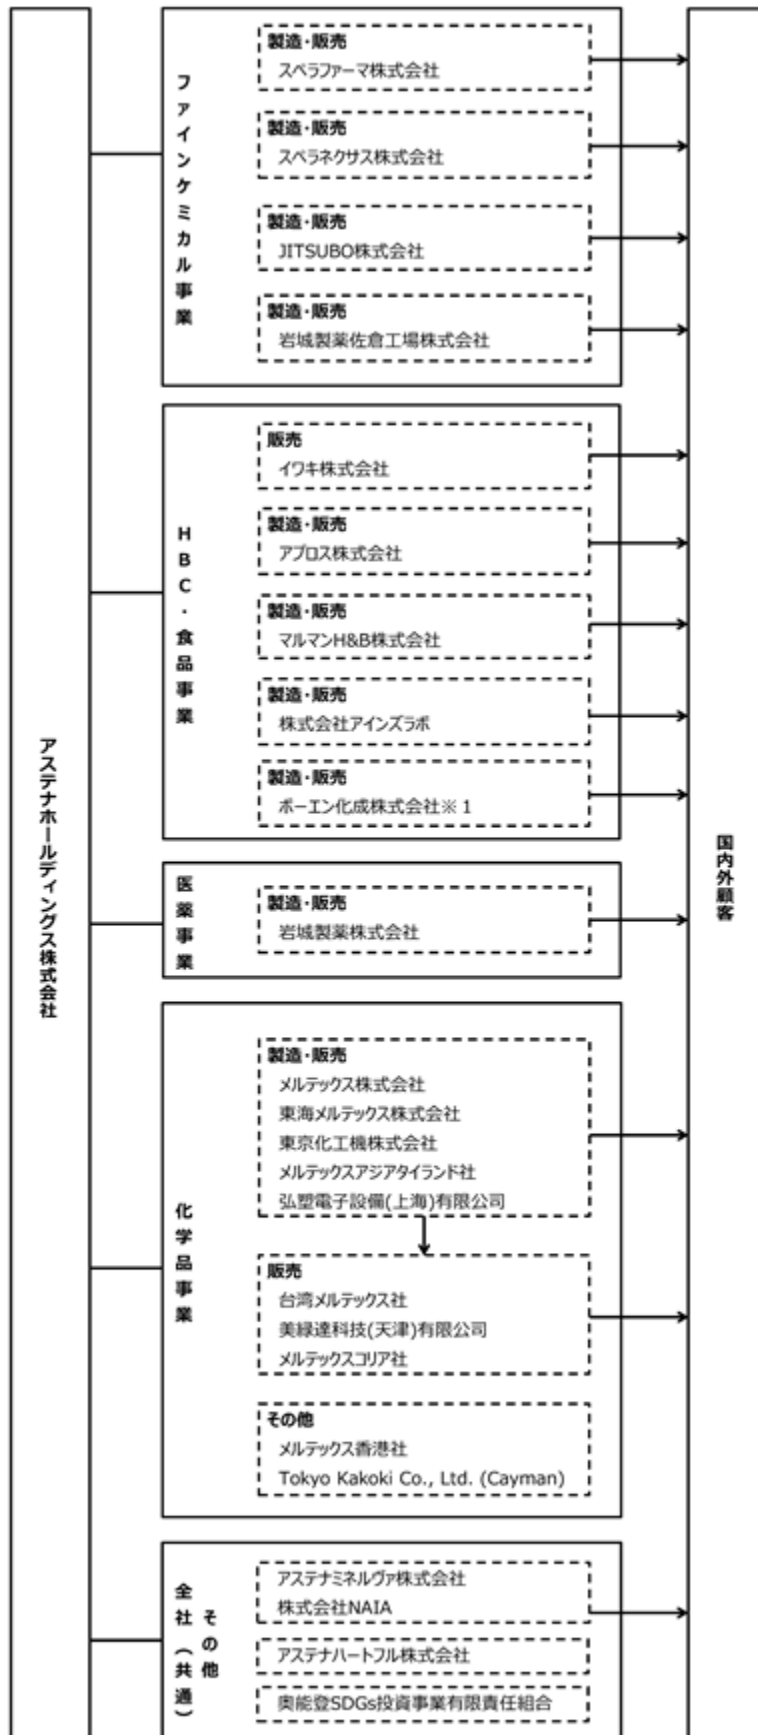 アステナホールディングス株式会社
ファインケミカル事業
製造・販売
スペラファーマ株式会社
製造・販売
スペラネクサス株式会社
製造・販売
JITSUBO株式会社
製造・販売
岩城製薬佐倉工場株式会社
HBC・食品事業
販売
イワキ株式会社
製造・販売
アプロス株式会社
製造・販売
マルマンH&B株式会社
製造・販売
株式会社アインズラボ
製造・販売
ボーエン化成株式会社※1
医薬事業
製造・販売
岩城製薬株式会社
化学品事業
製造・販売
メルテックス株式会社
東海メルテックス株式会社
東京化工機株式会社
メルテックスアジアタイランド社
弘塑電子設備(上海)有限公司
販売
台湾メルテックス社
美緑達科技(天津)有限公司
メルテックスコリア社
その他
メルテックス香港社
Tokyo Kakoki Co., Ltd. (Cayman)
その他
全社(共通)
アステナミネルヴァ株式会社
株式会社NAIA
アステナハートフル株式会社
奥能登SDGs投資事業有限責任組合
国内外顧客